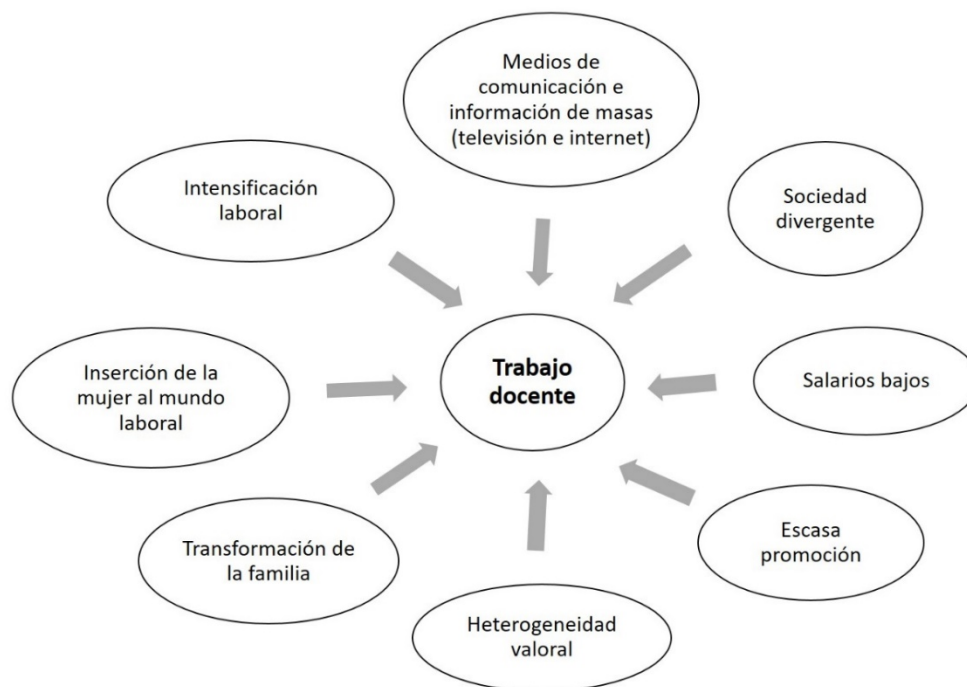 Medios de
comunicación e
información de masas
(televisión e internet)
Intensificación
laboral
Sociedad
divergente
Inserción de la
mujer al mundo
laboral
Trabajo
docente
Salarios bajos
Transformación de
la familia
Escasa
promoción
Heterogeneidad
valoral